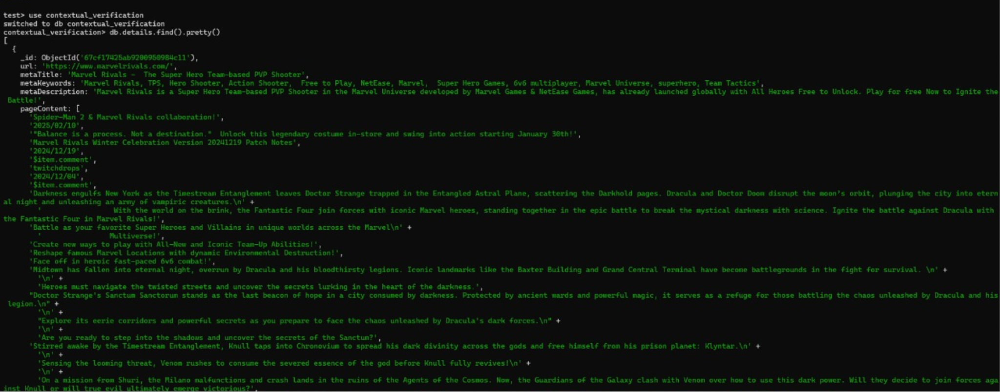 test> use contextual_verification
switched to db contextual_verification
contextual_verification> db.details.find().pretty()
[
  {
    _id: ObjectId('67cf17425ab9200950984c11'),
    url: 'https://www.marvelrivals.com/',
    metaTitle: 'Marvel Rivals –  The Super Hero Team-based PVP Shooter',
    metaKeywords: 'Marvel Rivals, TPS, Hero Shooter, Action Shooter,  Free to Play, NetEase, Marvel,  Super Hero Games, 6v6 multiplayer, Marvel Universe, superhero, Team Tactics',
    metaDescription: 'Marvel Rivals is a Super Hero Team-based PVP Shooter in the Marvel Universe developed by Marvel Games & NetEase Games, has already launched globally with All Heroes Free to Unlock. Play for free Now to Ignite the
 Battle!',
    pageContent: [
      'Spider-Man 2 & Marvel Rivals collaboration!',
      '2025/02/10',
      '"Balance is a process. Not a destination."  Unlock this legendary costume in-store and swing into action starting January 30th!',
      'Marvel Rivals Winter Celebration Version 20241219 Patch Notes',
      '2024/12/19',
      '$item.comment',
      'twitchdrops',
      '2024/12/04',
      '$item.comment',
      'Darkness engulfs New York as the Timestream Entanglement leaves Doctor Strange trapped in the Entangled Astral Plane, scattering the Darkhold pages. Dracula and Doctor Doom disrupt the moon’s orbit, plunging the city into etern
al night and unleashing an army of vampiric creatures.\n' +
        '                 With the world on the brink, the Fantastic Four join forces with iconic Marvel heroes, standing together in the epic battle to break the mystical darkness with science. Ignite the battle against Dracula with
the Fantastic Four in Marvel Rivals!',
      'Battle as your favorite Super Heroes and Villains in unique worlds across the Marvel\n' +
        '                Multiverse!',
      'Create new ways to play with All-New and Iconic Team-Up Abilities!',
      'Reshape famous Marvel Locations with dynamic Environmental Destruction!',
      'Face off in heroic fast-paced 6v6 combat!',
      'Midtown has fallen into eternal night, overrun by Dracula and his bloodthirsty legions. Iconic landmarks like the Baxter Building and Grand Central Terminal have become battlegrounds in the fight for survival. \n' +
        '\n' +
        'Heroes must navigate the twisted streets and uncover the secrets lurking in the heart of the darkness.',
      "Doctor Strange's Sanctum Sanctorum stands as the last beacon of hope in a city consumed by darkness. Protected by ancient wards and powerful magic, it serves as a refuge for those battling the chaos unleashed by Dracula and his
 legion.\n" +
        '\n' +
        "Explore its eerie corridors and powerful secrets as you prepare to face the chaos unleashed by Dracula's dark forces.\n" +
        '\n' +
        'Are you ready to step into the shadows and uncover the secrets of the Sanctum?',
      'Stirred awake by the Timestream Entanglement, Knull taps into Chronovium to spread his dark divinity across the gods and free himself from his prison planet: Klyntar.\n' +
        '\n' +
        'Sensing the looming threat, Venom rushes to consume the severed essence of the god before Knull fully revives!\n' +
        '\n' +
        'On a mission from Shuri, the Milano malfunctions and crash lands in the ruins of the Agents of the Cosmos. Now, the Guardians of the Galaxy clash with Venom over how to use this dark power. Will they decide to join forces aga
inst Knull or will true evil ultimately emerge victorious?',